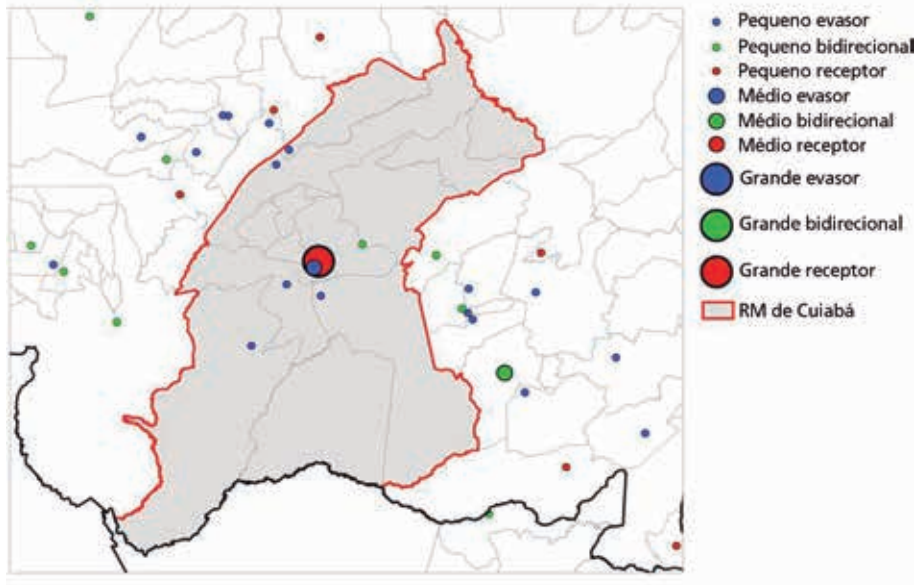 Pequeno evasor
Pequeno bidirecional
Pequeno receptor
Médio evasor
Médio bidirecional
Médio receptor
Grande evasor
Grande bidirecional
Grande receptor
RM de Cuiabá